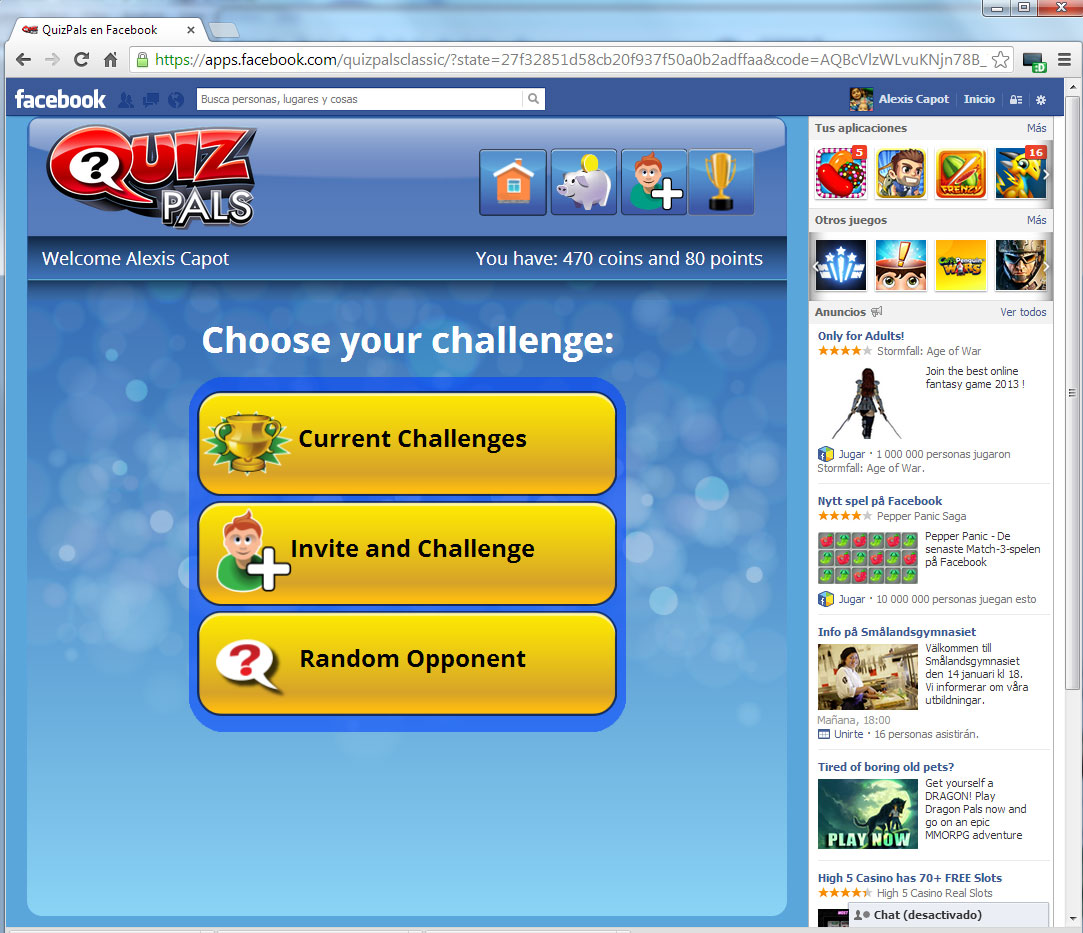 QuizPals en Facebook
https://apps.facebook.com/quizpalsclassic/?state=27f32851d58cb20f937f50a0b2adffaa&code=AQBcVlzWLvuKNjn78B_
facebook
Busca personas, lugares y cosas
Alexis Capot
Inicio
QUIZ
PALS
Welcome Alexis Capot
You have: 470 coins and 80 points
Choose your challenge:
Current Challenges
Invite and Challenge
Random Opponent
Tus aplicaciones
Más
5
FRENZY
16
Otros juegos
Más
WARS
Anuncios
Ver todos
Only for Adults!
Stormfall: Age of War
Join the best online
fantasy game 2013 !
Jugar · 1 000 000 personas jugaron
Stormfall: Age of War.
Nytt spel på Facebook
Pepper Panic Saga
Pepper Panic - De
senaste Match-3-spelen
på Facebook
Jugar · 10 000 000 personas juegan esto
Info på Smålandsgymnasiet
Välkommen till
Smålandsgymnasiet
den 14 januari kl 18.
Vi informerar om våra
utbildningar.
Mañana, 18:00
Unirte · 16 personas asistirán.
Tired of boring old pets?
Get yourself a
DRAGON! Play
Dragon Pals now and
go on an epic
MMORPG adventure
PLAY NOW
High 5 Casino has 70+ FREE Slots
High 5 Casino Real Slots
Chat (desactivado)